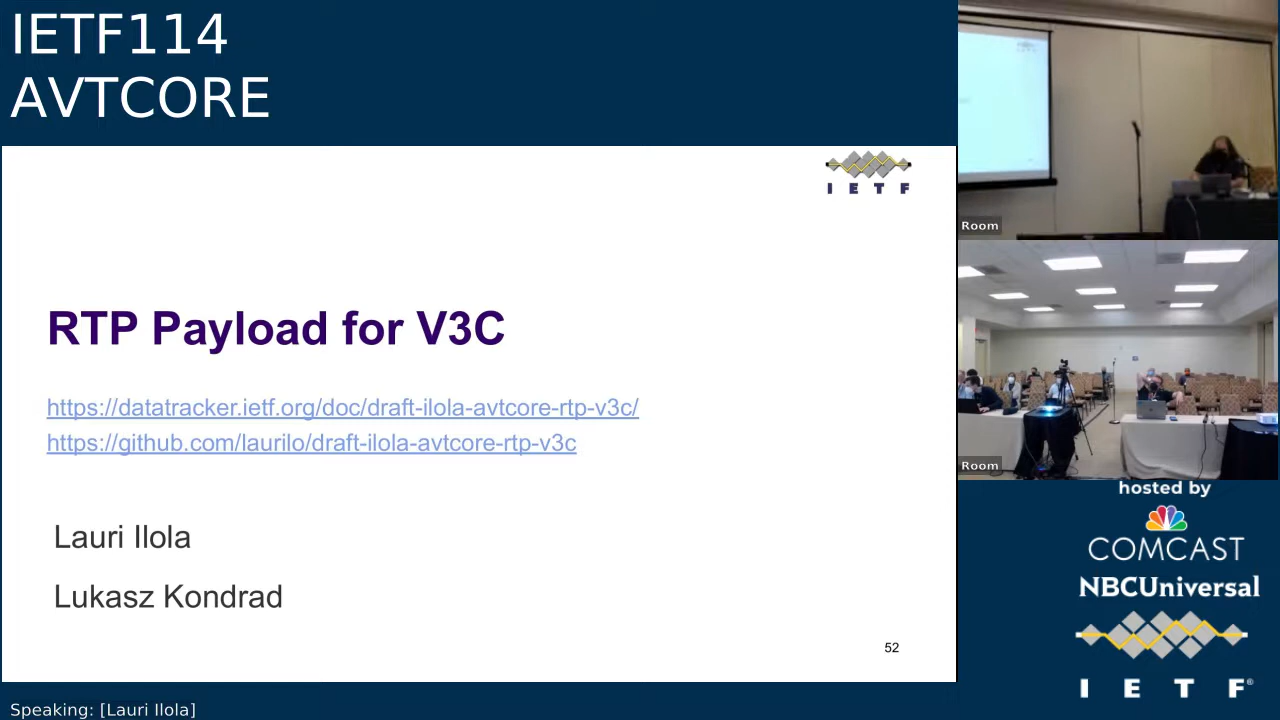 IETF114
AVTCORE
I E T F
RTP Payload for V3C
https://datatracker.ietf.org/doc/draft-ilola-avtcore-rtp-v3c/
https://github.com/laurilo/draft-ilola-avtcore-rtp-v3c
Lauri Ilola
Lukasz Kondrad
52
Speaking: [Lauri Ilola]
Room
Room
hosted by
COMCAST
NBCUniversal
I E T F®